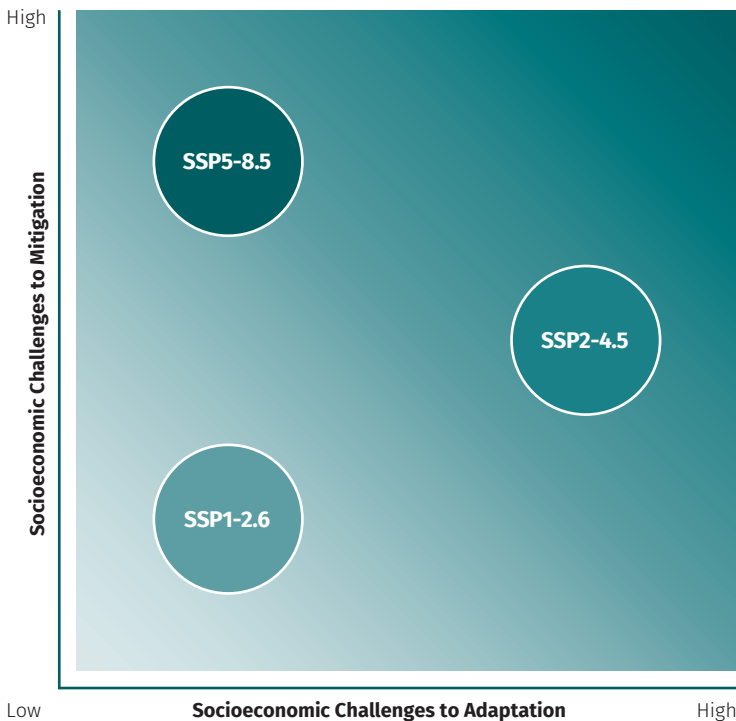 High
Socioeconomic Challenges to Mitigation
SSP5-8.5
SSP2-4.5
SSP1-2.6
Low
Socioeconomic Challenges to Adaptation
High